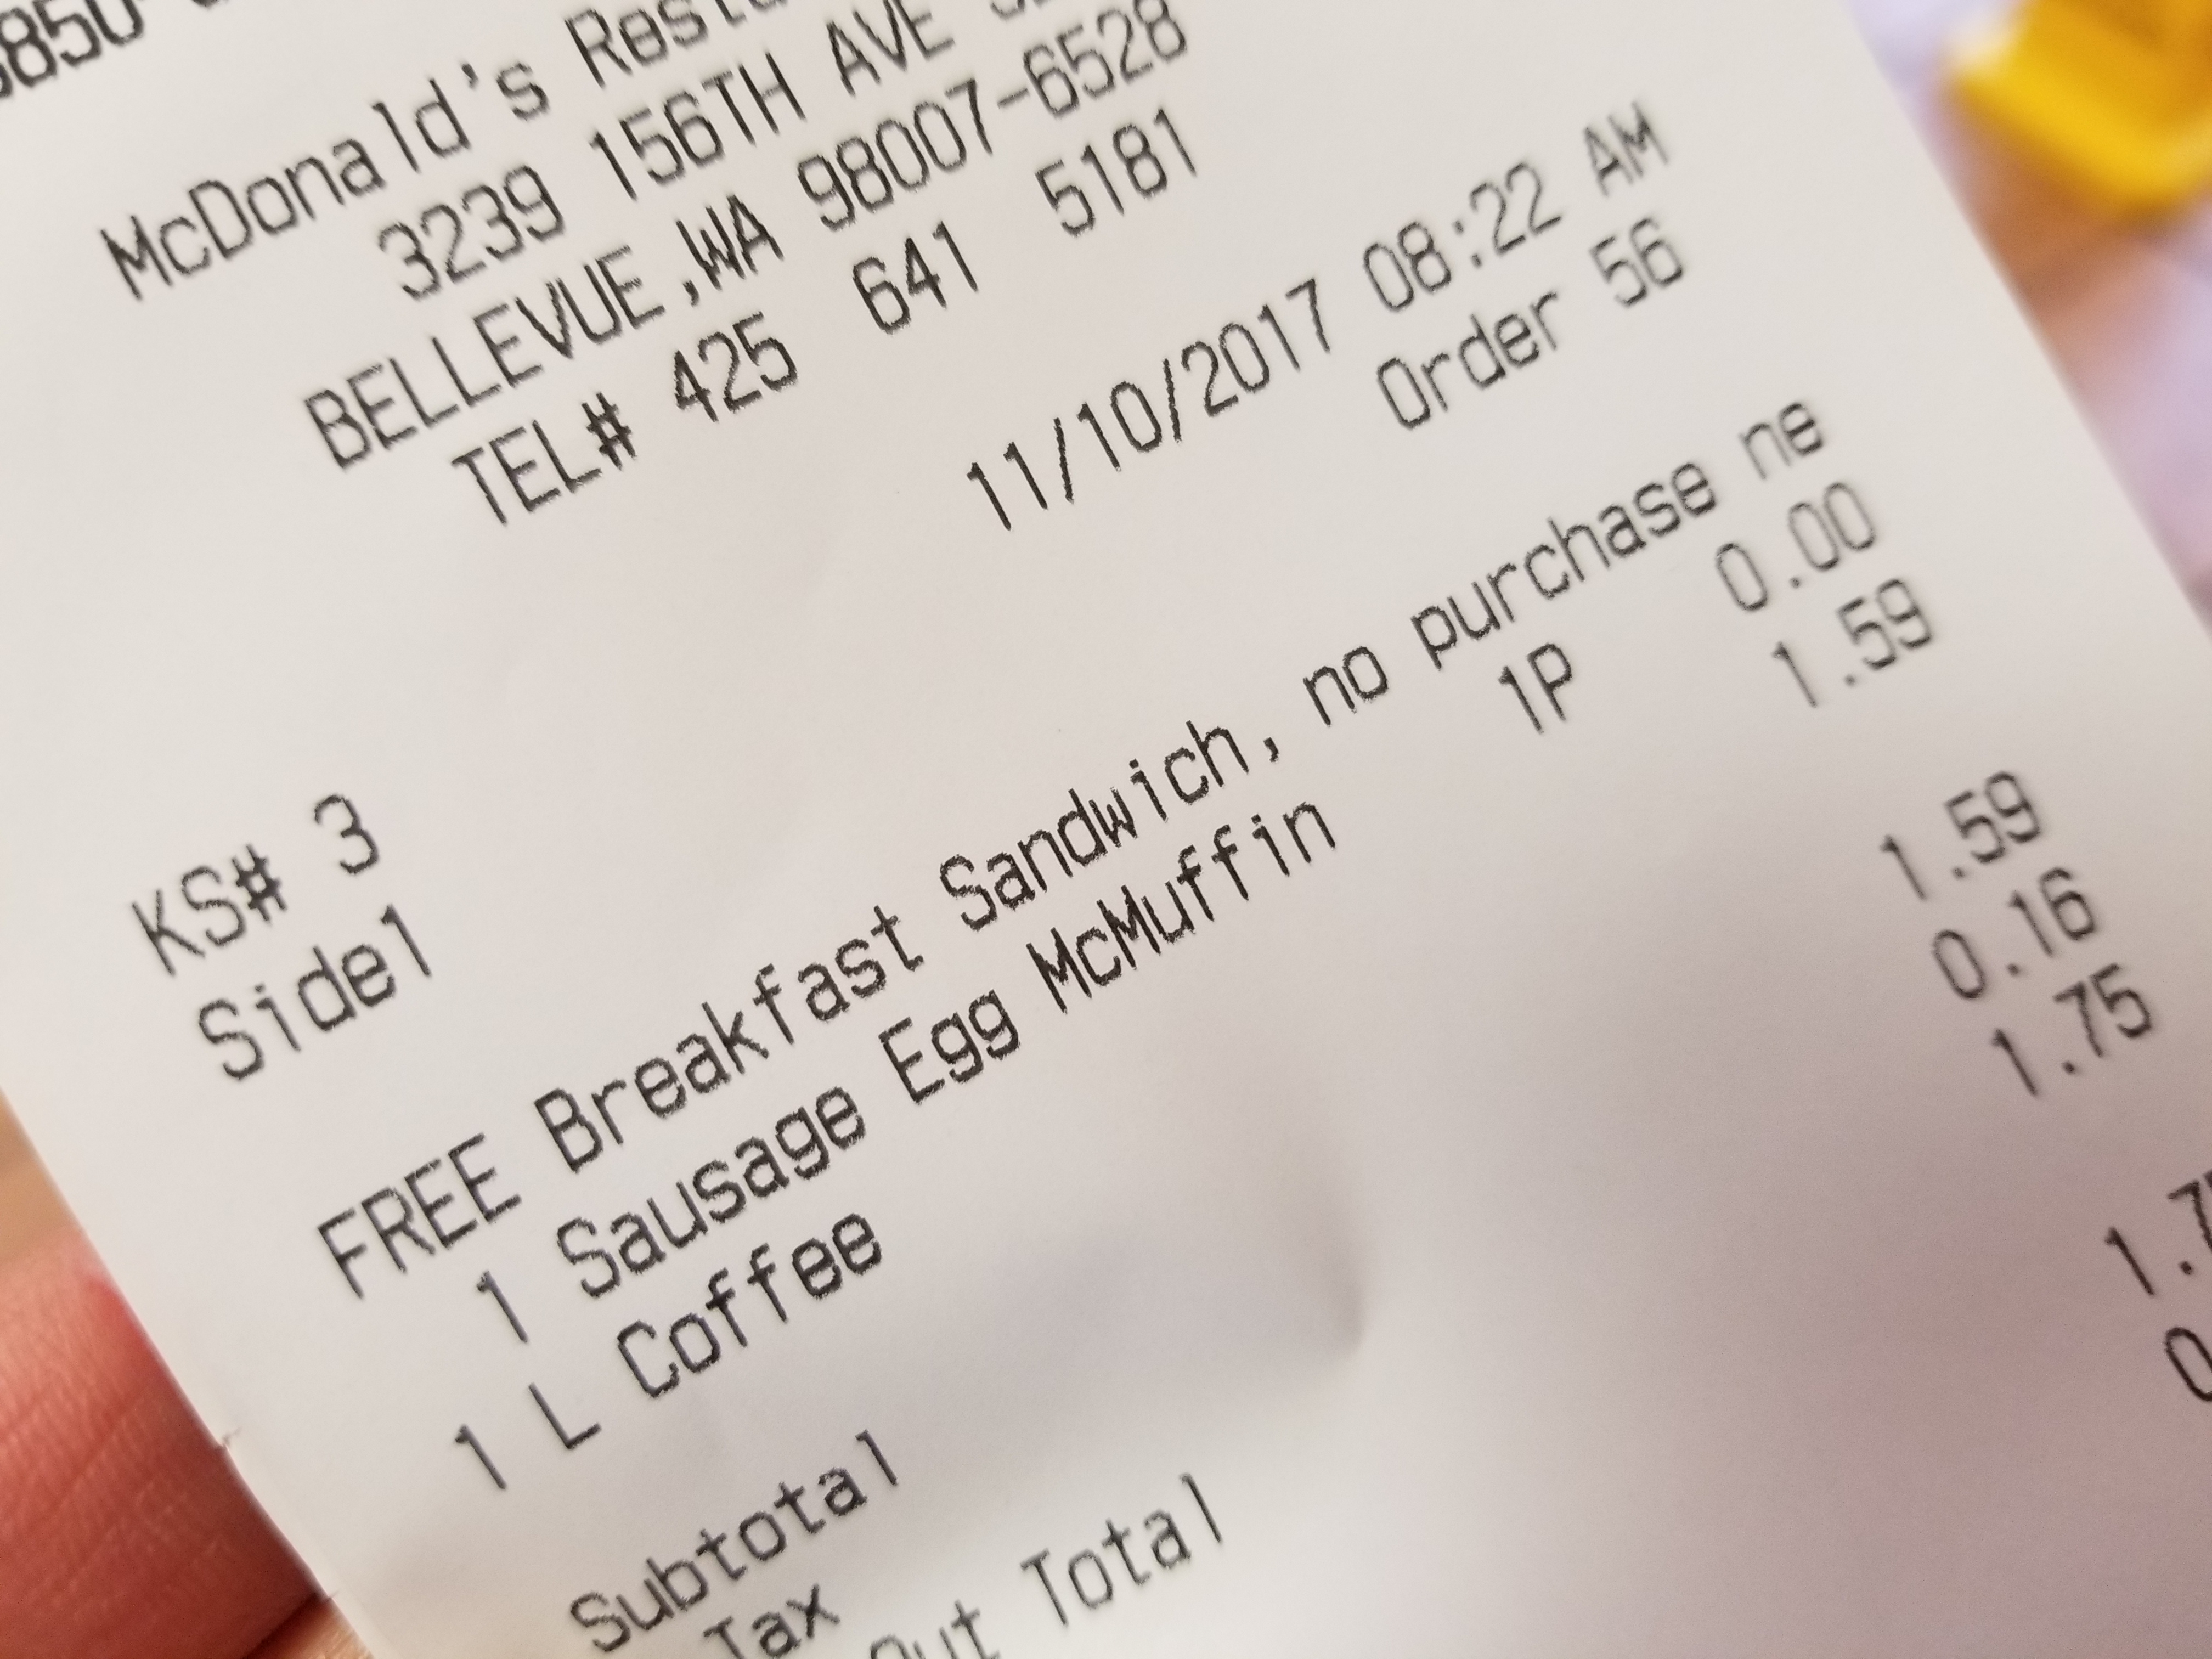 McDonald's
3239 156TH AVE
BELLEVUE,WA 98007-6528
TEL# 425 641 5181
11/10/2017 08:22 AM
Order 56
KS# 3
Side1
FREE Breakfast Sandwich, no purchase ne
1 Sausage Egg McMuffin 1P 0.00
1 L Coffee 1.59
Subtotal 1.59
Tax 0.16
Out Total 1.75